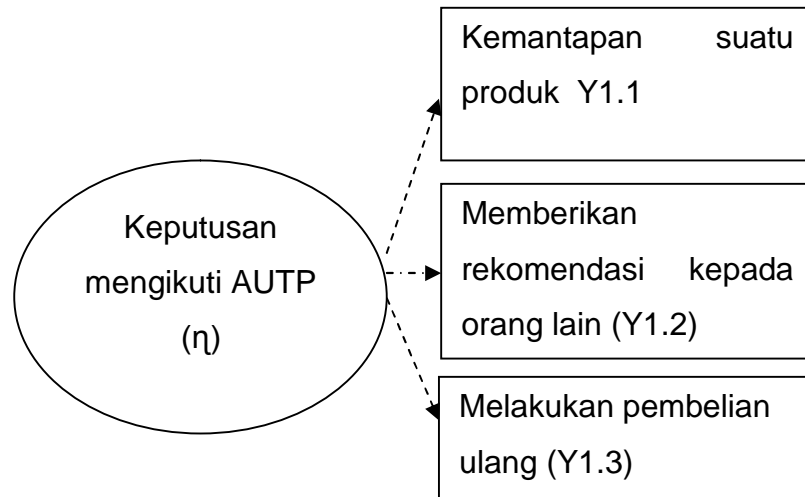 Keputusan
mengikuti AUTP
(η)
Kemantapan suatu
produk Y1.1
Memberikan
rekomendasi kepada
orang lain (Y1.2)
Melakukan pembelian
ulang (Y1.3)